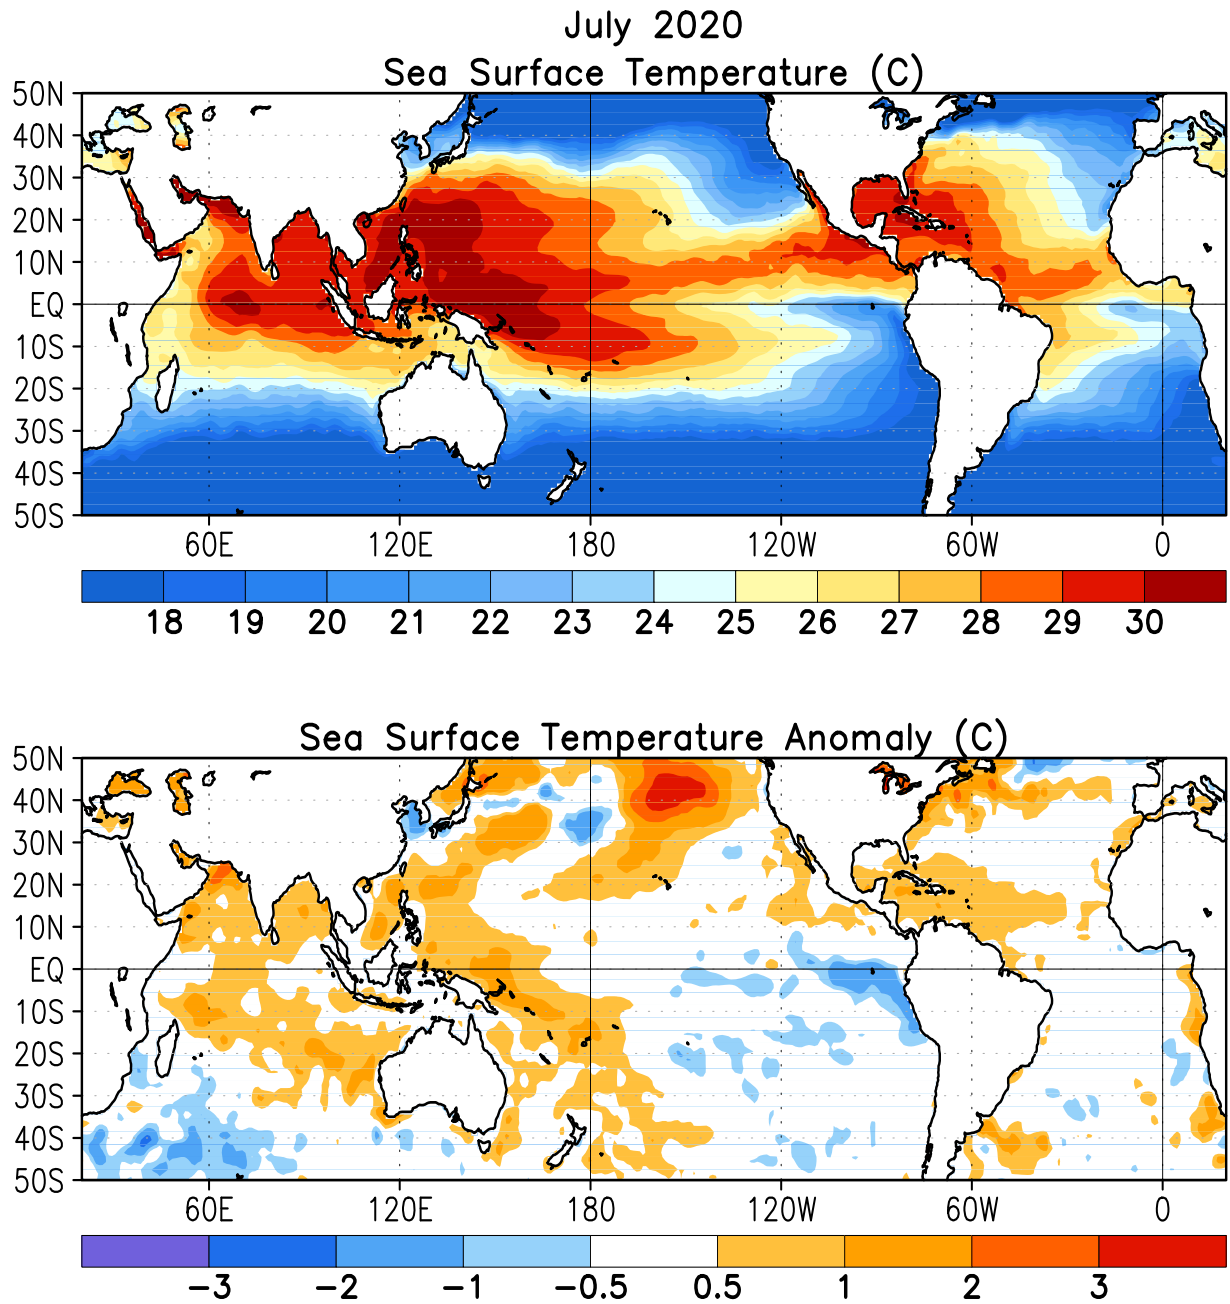 July 2020
Sea Surface Temperature (C)
50N
40N
30N
20N
10N
EQ
10S
20S
30S
40S
50S
60E 120E 180 120W 60W 0
18 19 20 21 22 23 24 25 26 27 28 29 30
Sea Surface Temperature Anomaly (C)
50N
40N
30N
20N
10N
EQ
10S
20S
30S
40S
50S
60E 120E 180 120W 60W 0
−3 −2 −1 −0.5 0.5 1 2 3